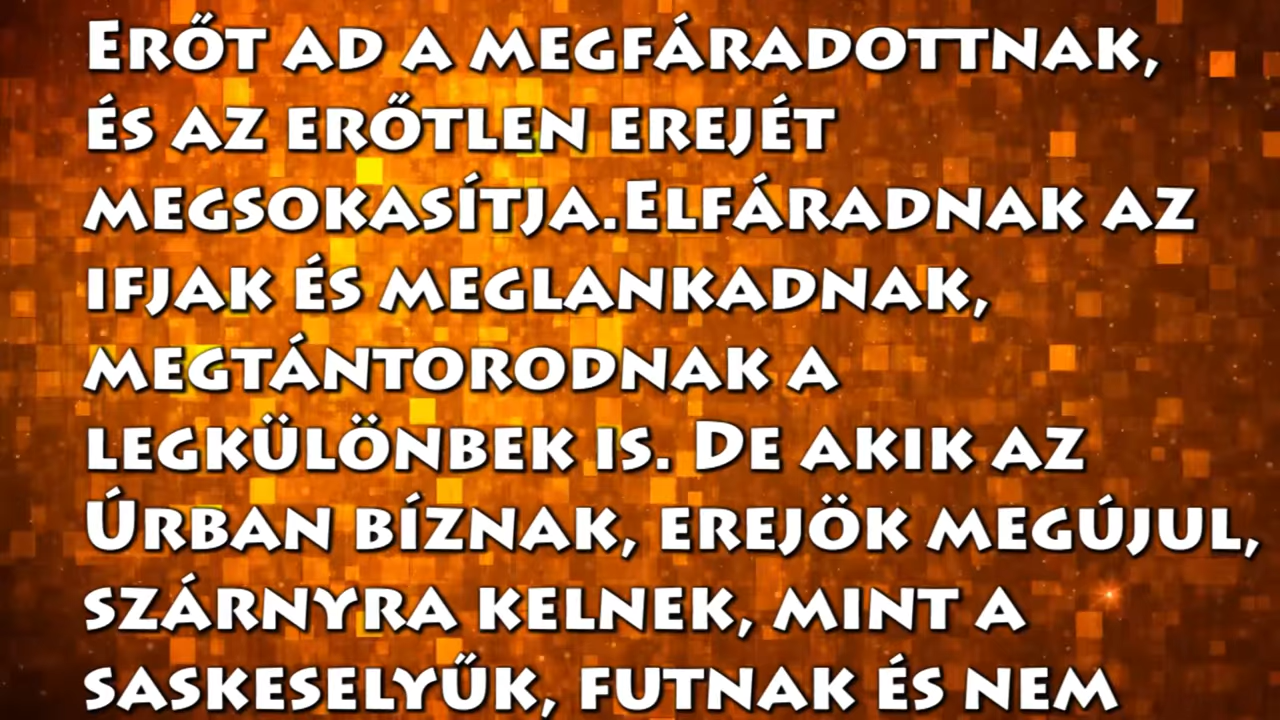 Erőt ad a megfáradottnak,
és az erőtlen erejét
megsokasítja.Elfáradnak az
ifjak és meglankadnak,
megtántorodnak a
legkülönbek is. De akik az
Úrban bíznak, erejök megújul,
szárnyra kelnek, mint a
saskeselyűk, futnak és nem